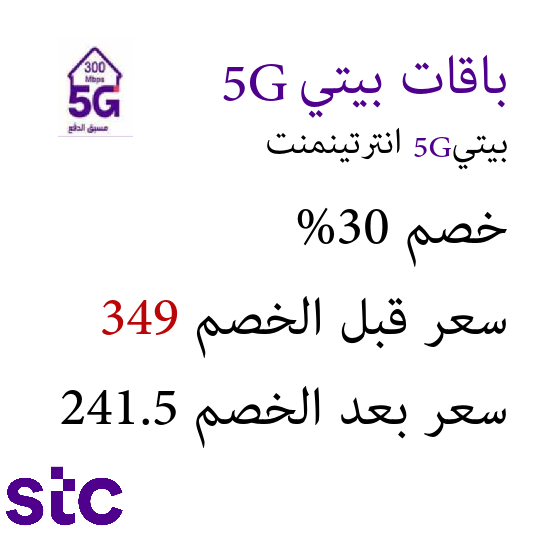 300
Mbps
5G
مسبق الدفع
باقات بيتي 5G
بيتي5G انترتينمنت
خصم 30%
سعر قبل الخصم 349
سعر بعد الخصم 241.5
stc